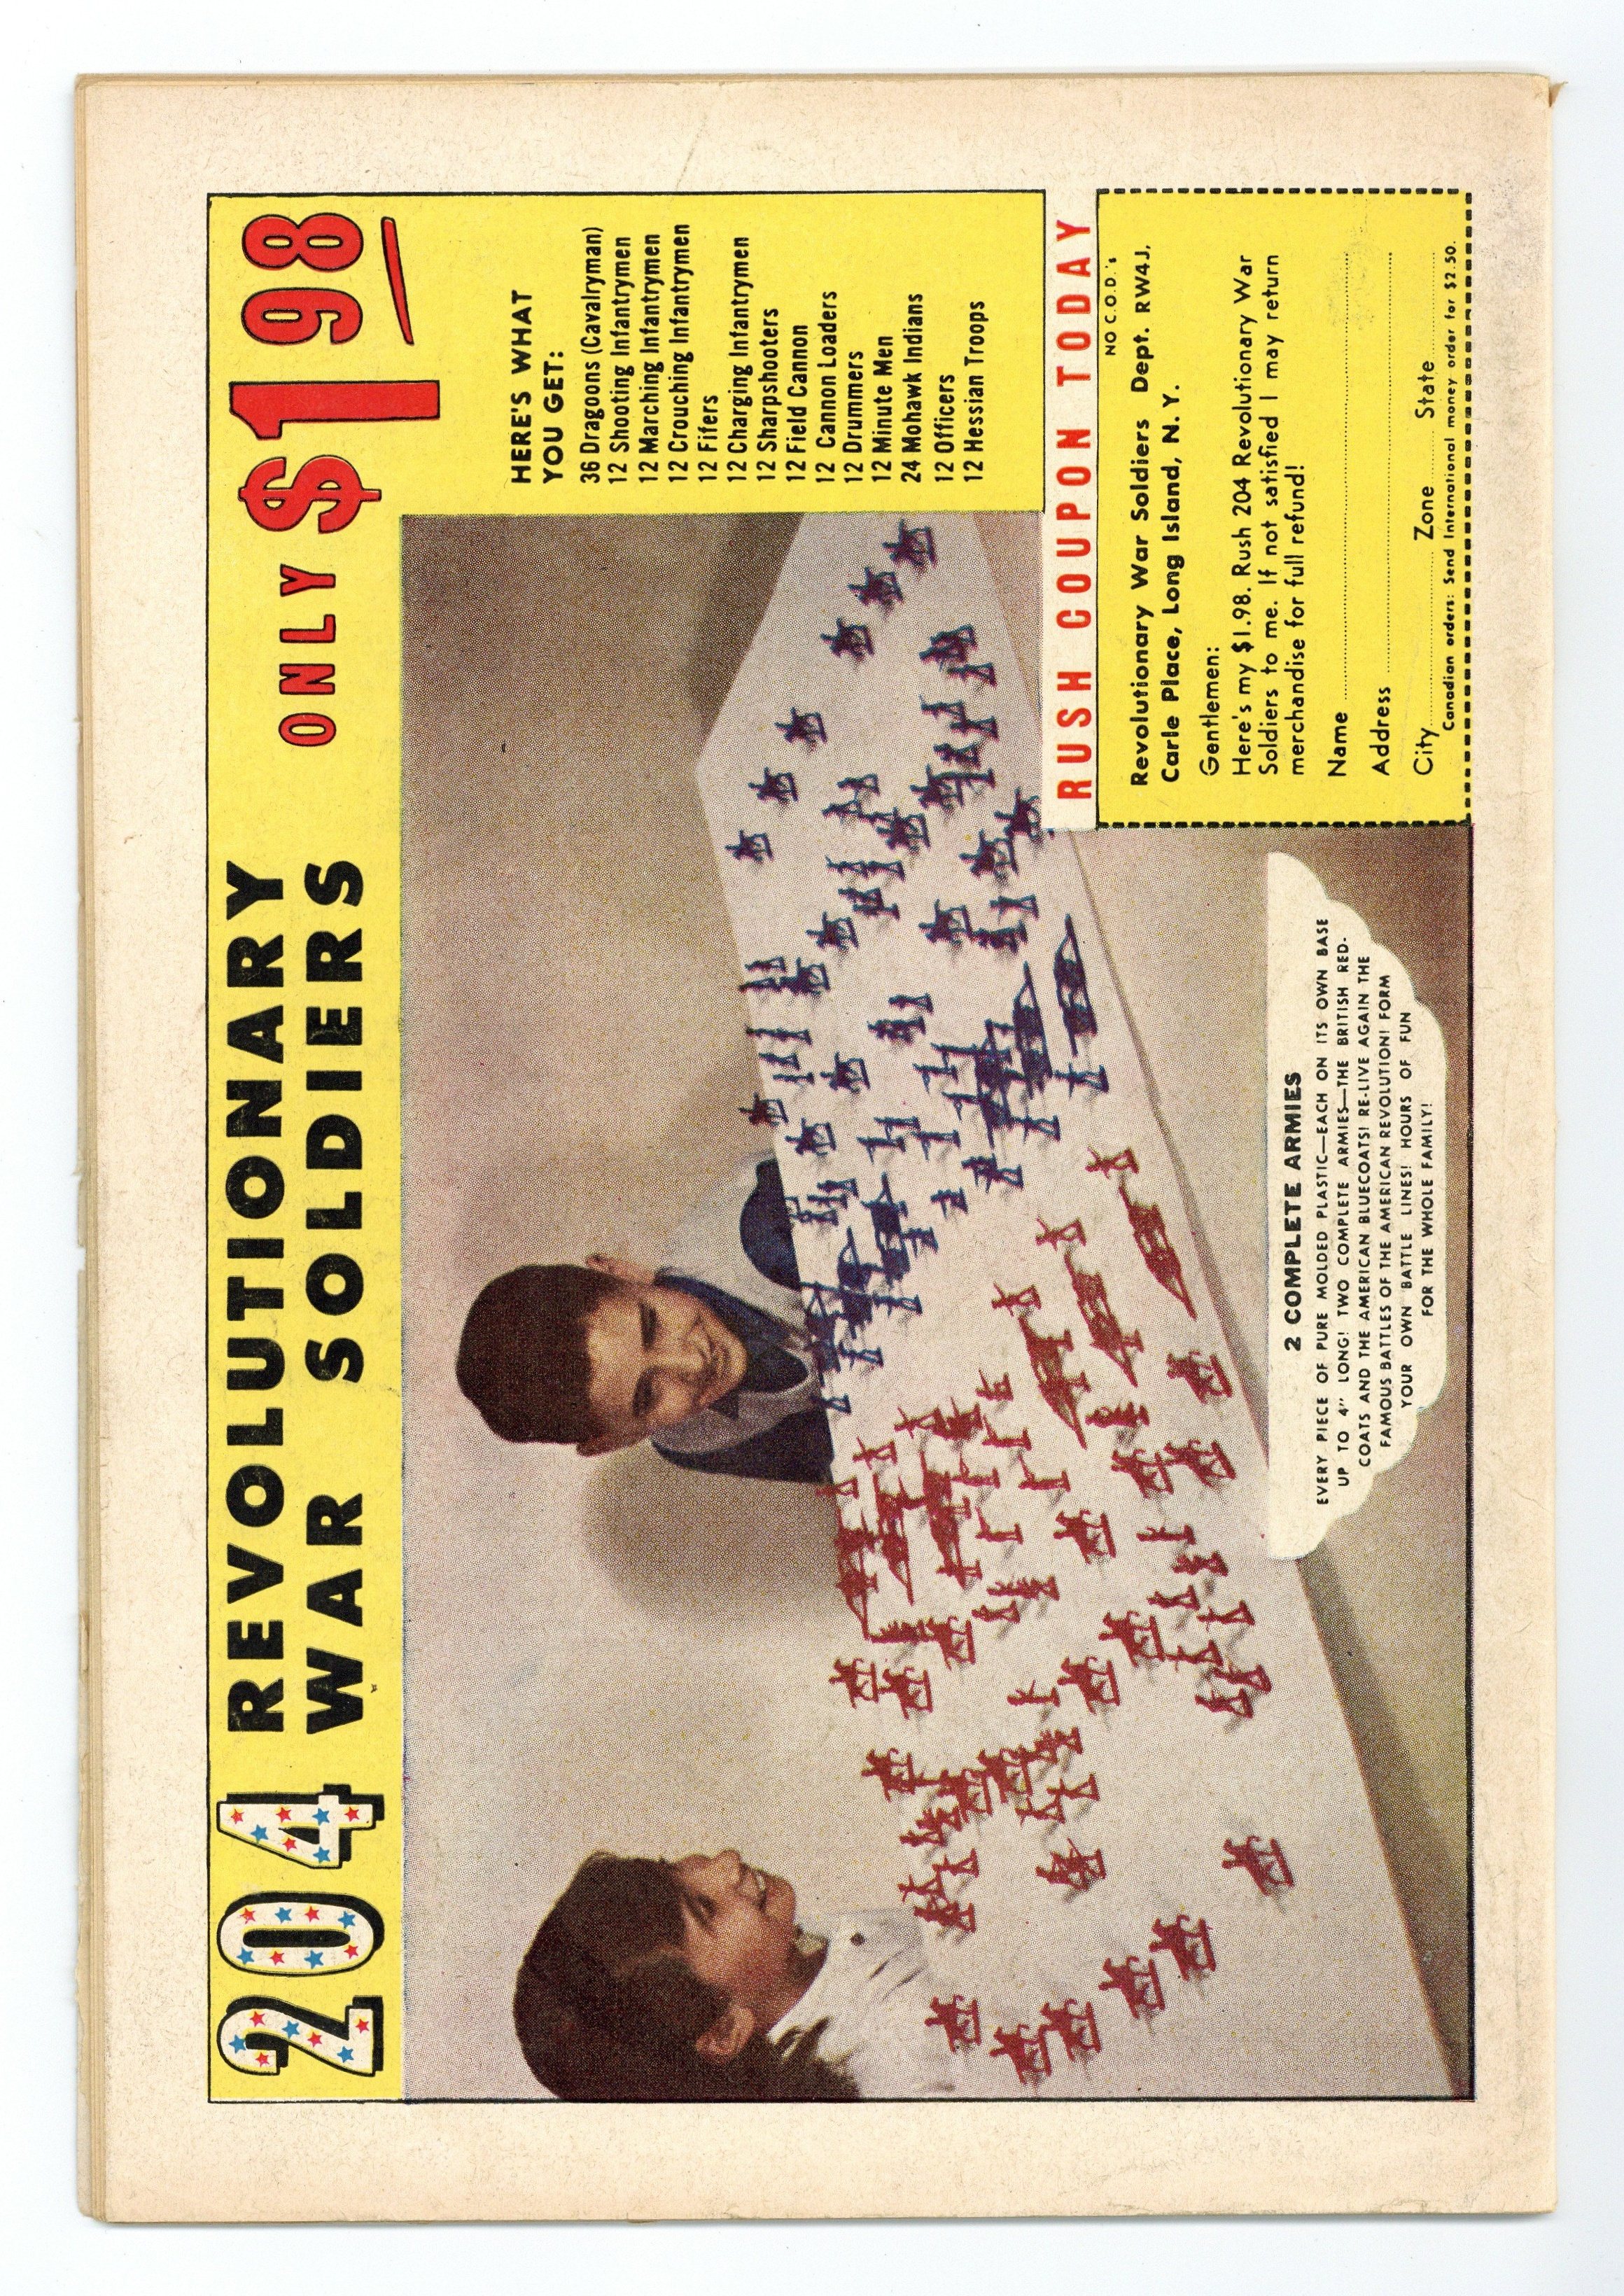 204 REVOLUTIONARY
WAR SOLDIERS
ONLY $198
HERE'S WHAT
YOU GET:
36 Dragoons (Cavalryman)
12 Shooting Infantrymen
12 Marching Infantrymen
12 Crouching Infantrymen
12 Fifers
12 Charging Infantrymen
12 Sharpshooters
12 Field Cannon
12 Cannon Loaders
12 Drummers
12 Minute Men
24 Mohawk Indians
12 Officers
12 Hessian Troops
2 COMPLETE ARMIES
EVERY PIECE OF PURE MOLDED PLASTIC—EACH ON ITS OWN BASE
UP TO 4" LONG! TWO COMPLETE ARMIES—THE BRITISH RED-
COATS AND THE AMERICAN BLUECOATS! RE-LIVE AGAIN THE
FAMOUS BATTLES OF THE AMERICAN REVOLUTION! FORM
YOUR OWN BATTLE LINES! HOURS OF FUN
FOR THE WHOLE FAMILY!
RUSH COUPON TODAY
NO C.O.D.'s
Revolutionary War Soldiers Dept. RW4J,
Carle Place, Long Island, N. Y.
Gentlemen:
Here's my $1.98. Rush 204 Revolutionary War
Soldiers to me. If not satisfied I may return
merchandise for full refund!
Name
Address
City Zone State
Canadian orders: Send International money order for $2.50.